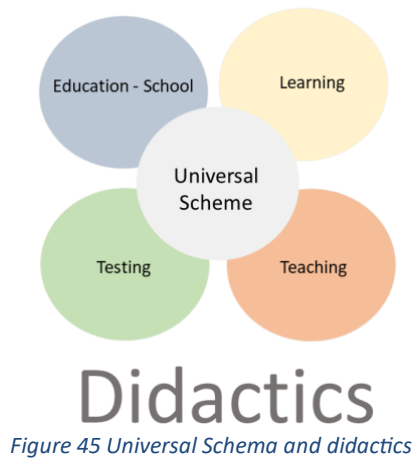 Education - School
Learning
Universal
Scheme
Testing
Teaching
Didactics
Figure 45 Universal Schema and didactics